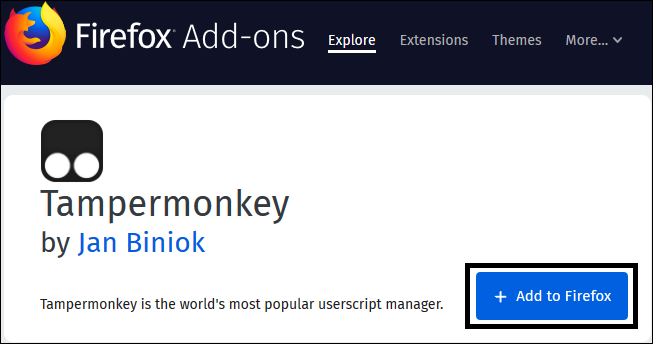 Firefox Add-ons Explore Extensions Themes More...
Tampermonkey
by Jan Biniok
Tampermonkey is the world's most popular userscript manager.
+ Add to Firefox